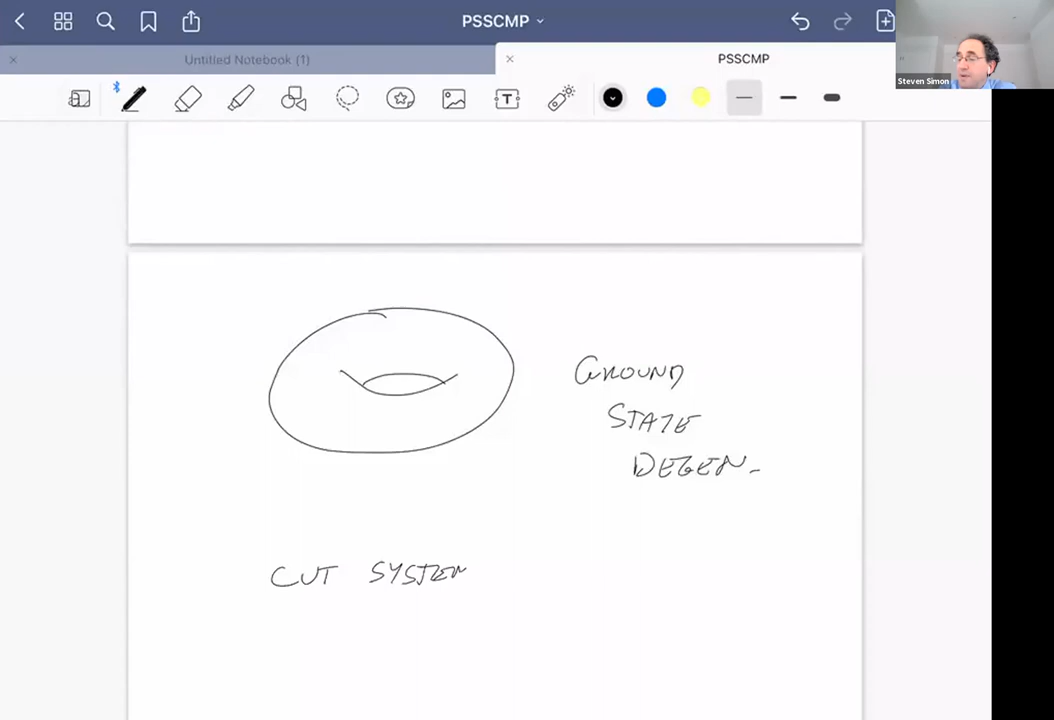 PSSCMP
Untitled Notebook (1)
PSSCMP
Steven Simon
GROUND
STATE
DEGEN.
CUT SYSTEM